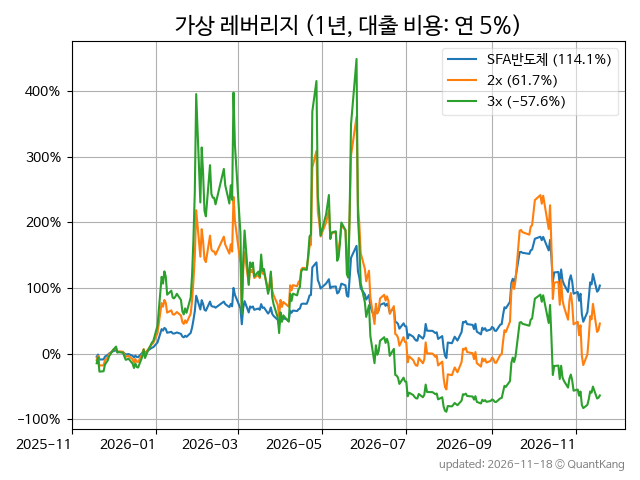 가상 레버리지 (1년, 대출 비용: 연 5%)
SFA반도체 (114.1%)
2x (61.7%)
3x (−57.6%)
400%
300%
200%
100%
0%
−100%
2025-11 2026-01 2026-03 2026-05 2026-07 2026-09 2026-11
updated: 2026-11-18 © QuantKang